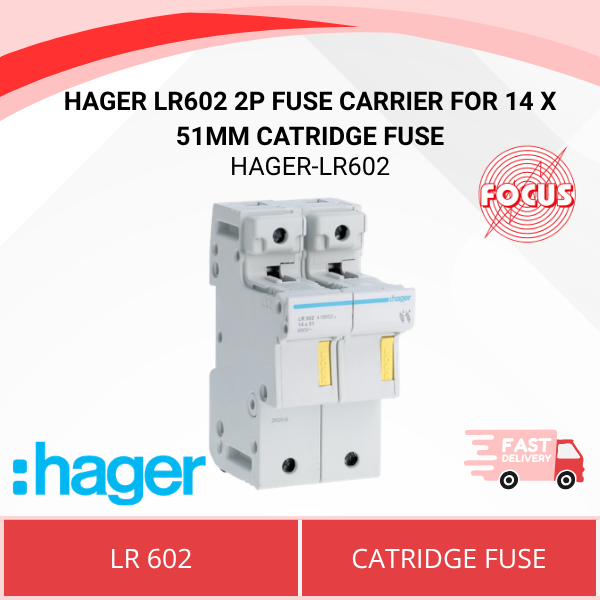 HAGER LR602 2P FUSE CARRIER FOR 14 X
51MM CATRIDGE FUSE
HAGER-LR602
FOCUS
:hager
LR 602
14 x 51
:hager
FAST
DELIVERY
LR 602
CATRIDGE FUSE